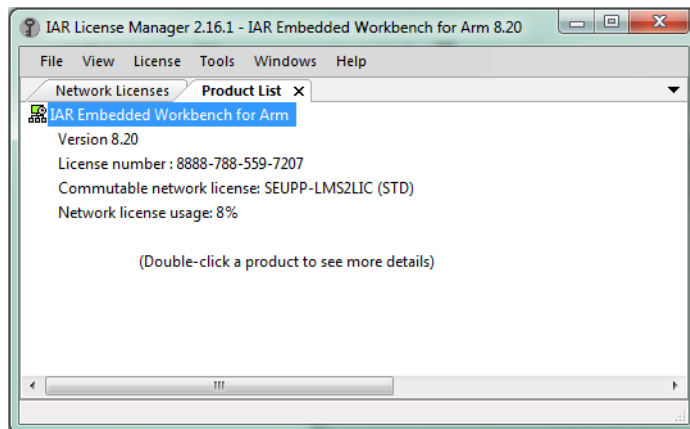 IAR License Manager 2.16.1 - IAR Embedded Workbench for Arm 8.20
File View License Tools Windows Help
Network Licenses Product List
IAR Embedded Workbench for Arm
Version 8.20
License number : 8888-788-559-7207
Commutable network license: SEUPP-LMS2LIC (STD)
Network license usage: 8%
(Double-click a product to see more details)